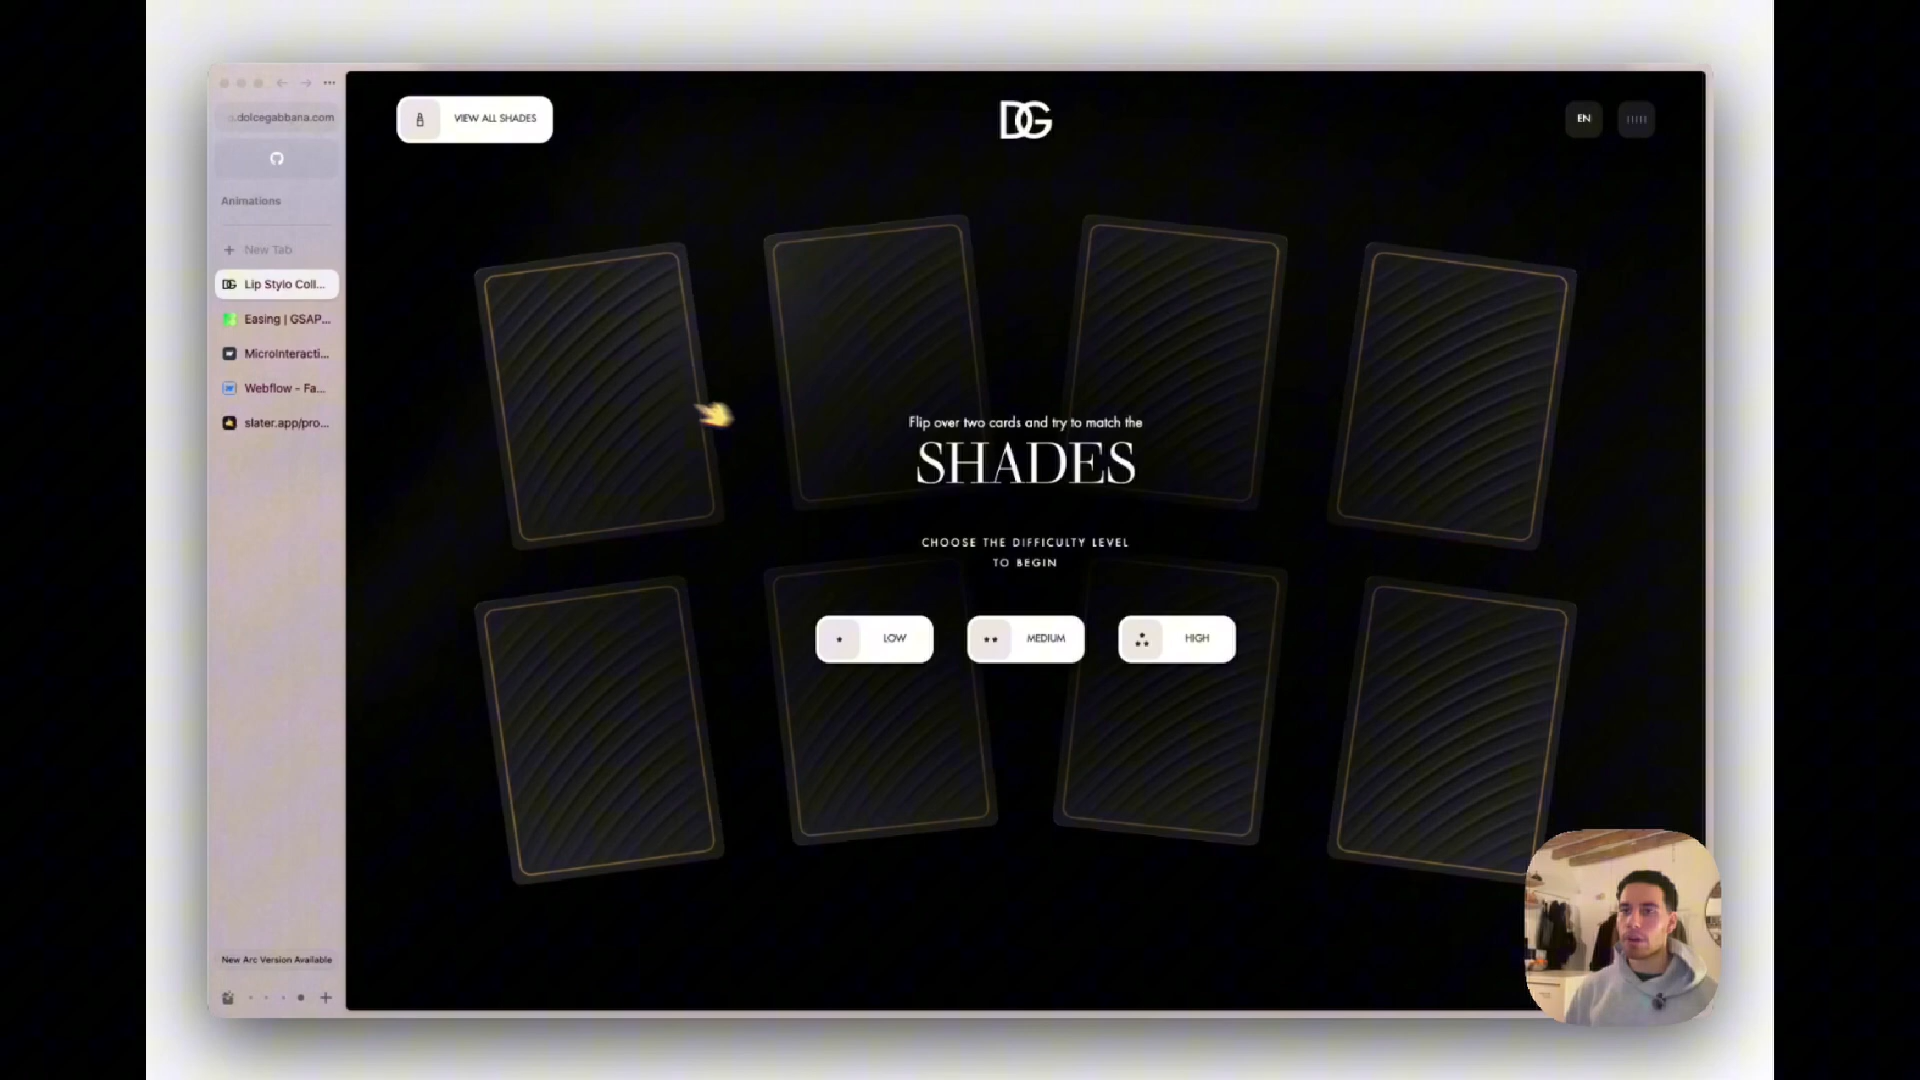 .dolcegabbana.com
Animations
New Tab
Lip Stylo Coll...
Easing | GSAP...
MicroInteracti...
Webflow - Fa...
slater.app/pro...
New Arc Version Available
VIEW ALL SHADES
DG
EN
Flip over two cards and try to match the
SHADES
CHOOSE THE DIFFICULTY LEVEL
TO BEGIN
LOW
MEDIUM
HIGH